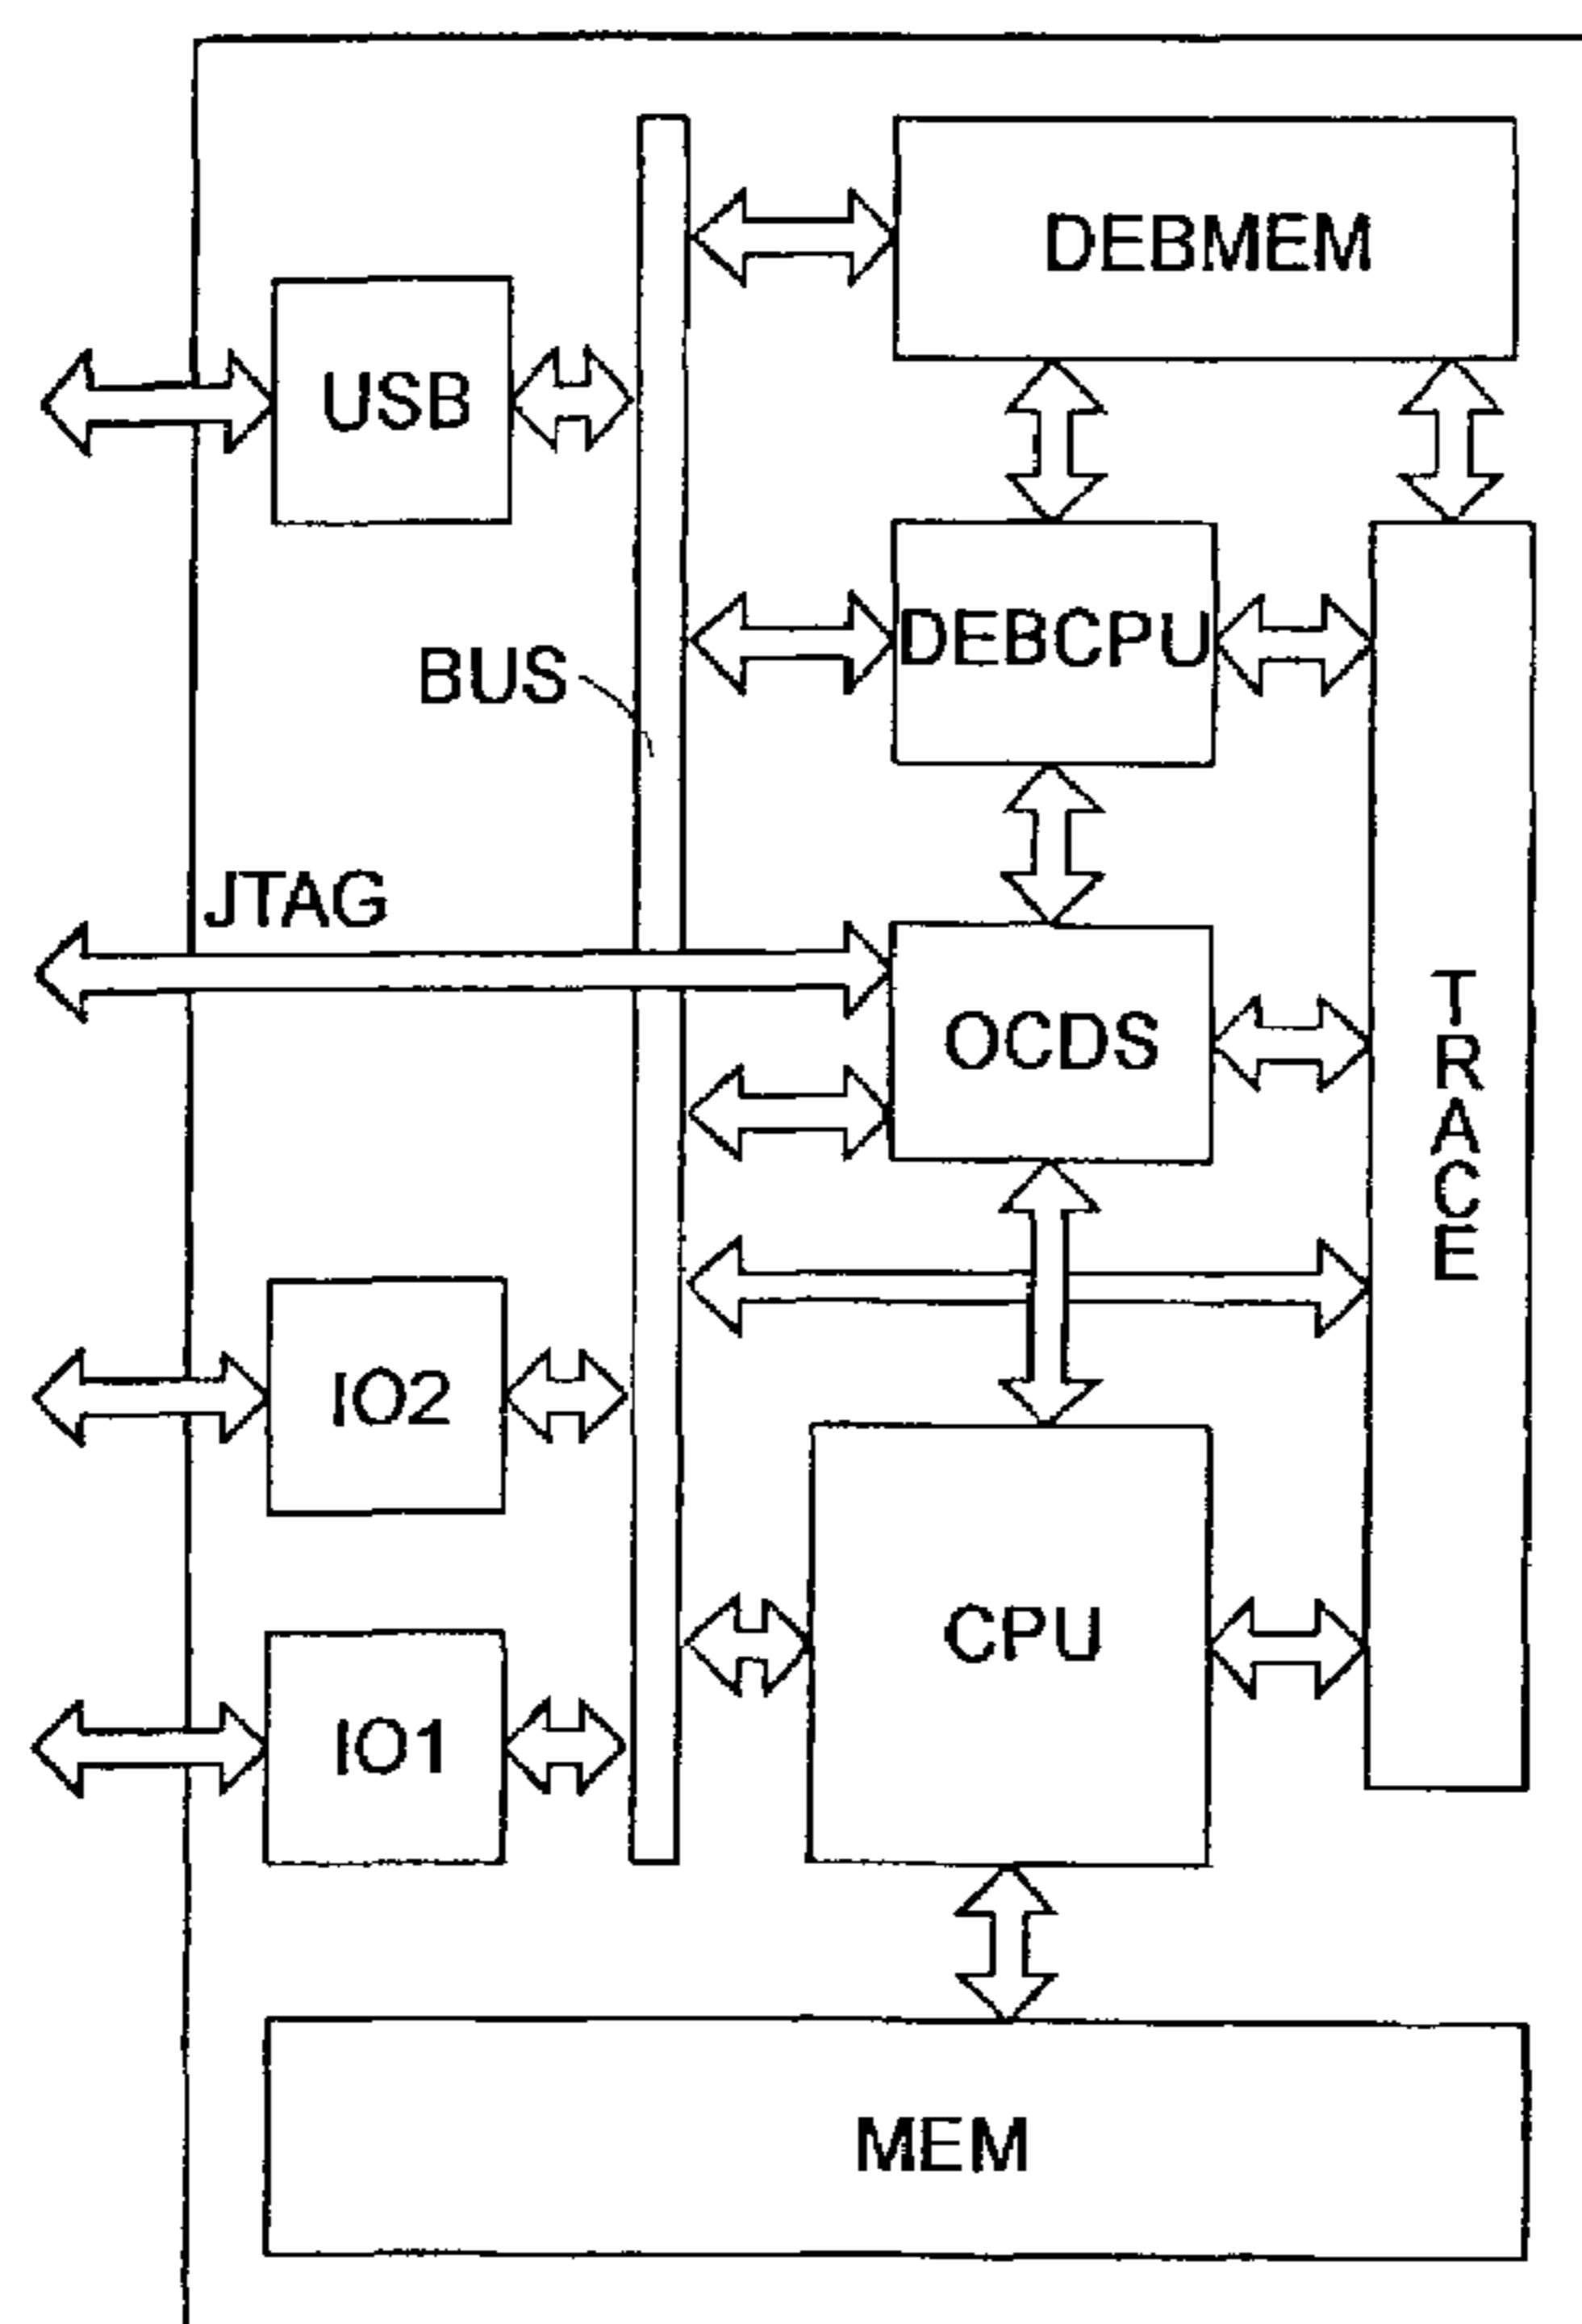 DEBMEM
USB
DEBCPU
BUS
JTAG
OCDS
TRACE
IO2
CPU
IO1
MEM